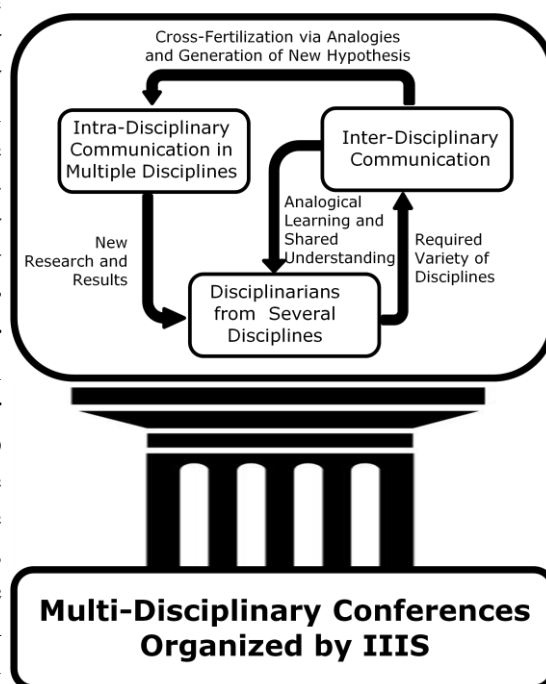 Cross-Fertilization via Analogies
and Generation of New Hypothesis
Intra-Disciplinary
Communication in
Multiple Disciplines
Inter-Disciplinary
Communication
Analogical
Learning and
Shared
Understanding
New
Research and
Results
Required
Variety of
Disciplines
Disciplinarians
from Several
Disciplines
Multi-Disciplinary Conferences
Organized by IIIS